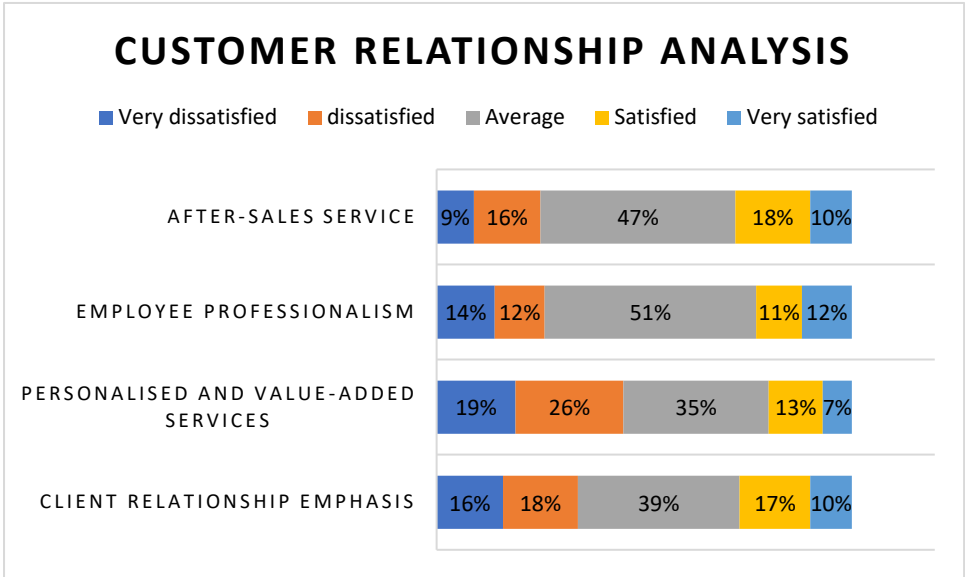 CUSTOMER RELATIONSHIP ANALYSIS
Very dissatisfied dissatisfied Average Satisfied Very satisfied
AFTER-SALES SERVICE 9% 16% 47% 18% 10%
EMPLOYEE PROFESSIONALISM 14% 12% 51% 11% 12%
PERSONALISED AND VALUE-ADDED
SERVICES 19% 26% 35% 13% 7%
CLIENT RELATIONSHIP EMPHASIS 16% 18% 39% 17% 10%